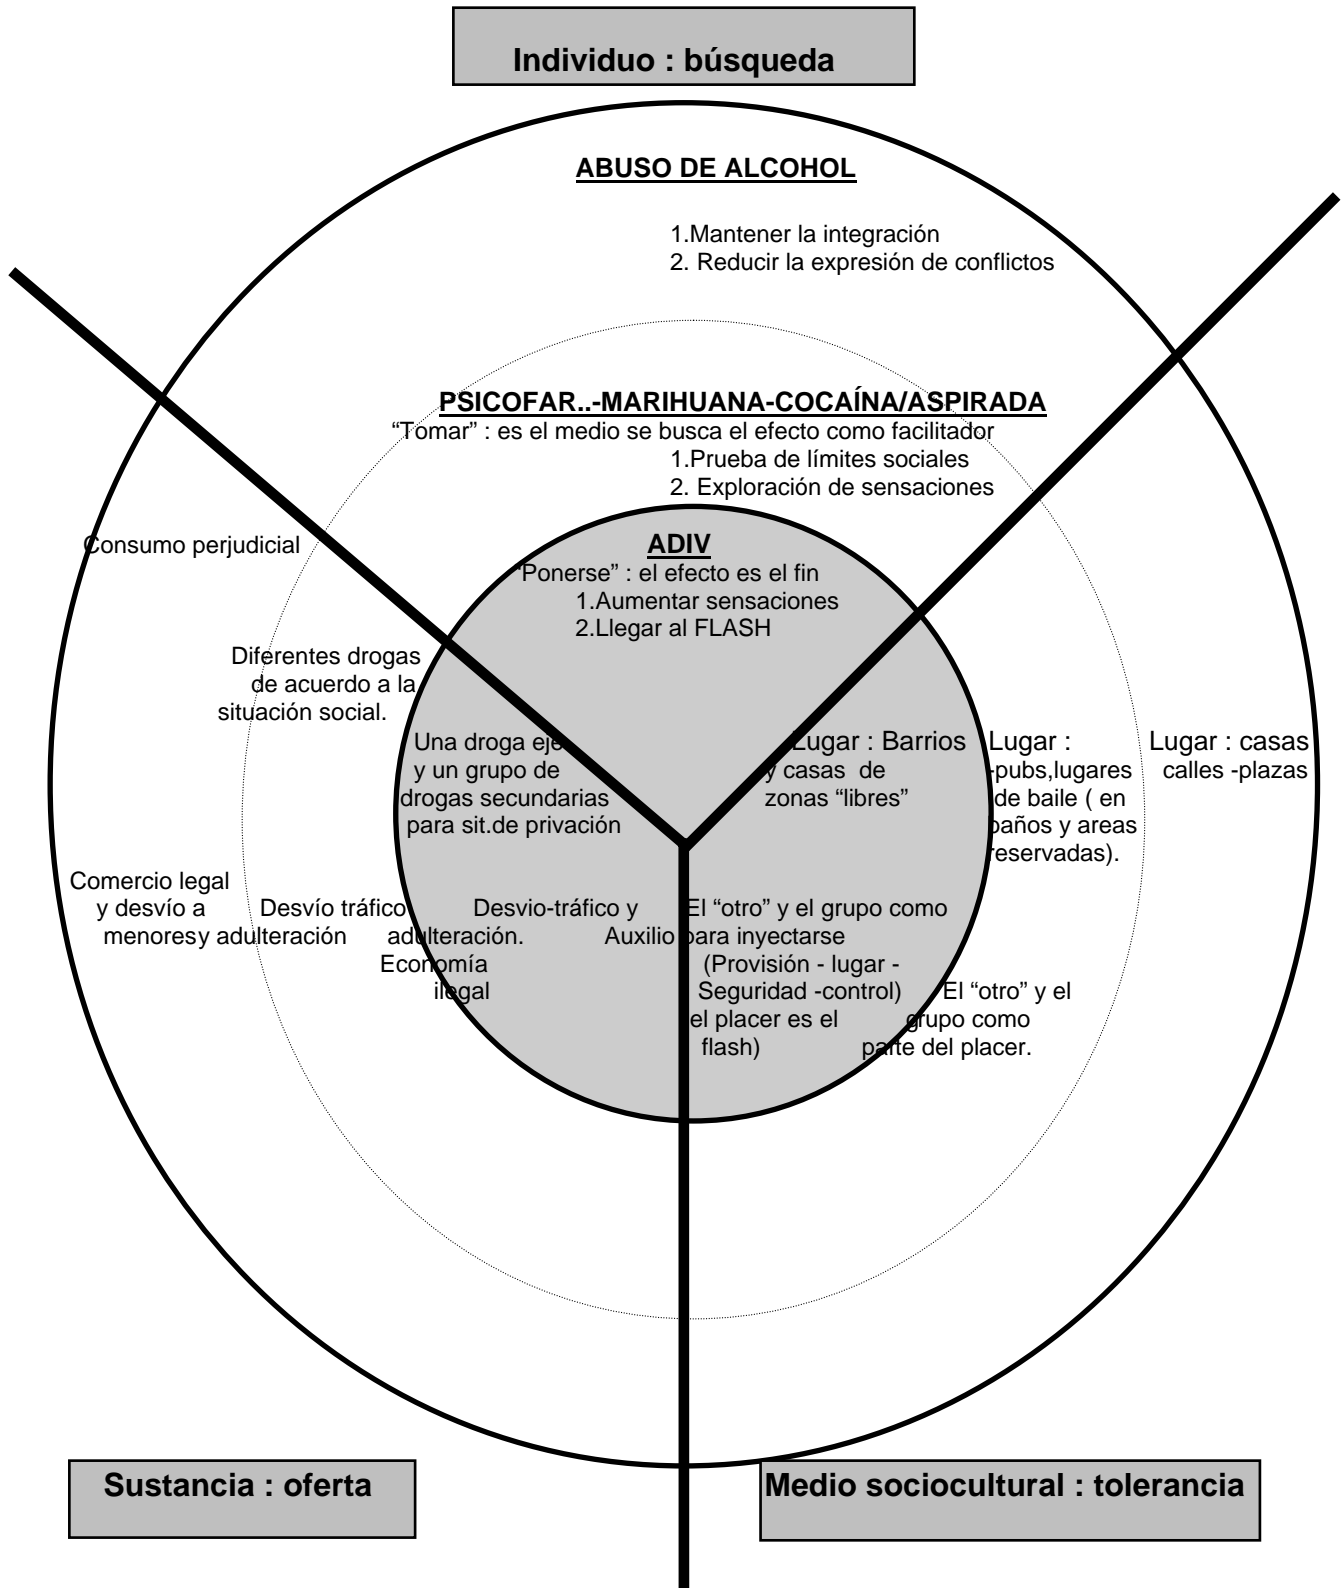 Individuo : búsqueda
ABUSO DE ALCOHOL
1.Mantener la integración
2. Reducir la expresión de conflictos
PSICOFAR..-MARIHUANA-COCAÍNA/ASPIRADA
“Tomar” : es el medio se busca el efecto como facilitador
1.Prueba de límites sociales
2. Exploración de sensaciones
Consumo perjudicial
ADIV
“Ponerse” : el efecto es el fin
1.Aumentar sensaciones
2.Llegar al FLASH
Diferentes drogas
de acuerdo a la
situación social.
Una droga eje
y un grupo de
drogas secundarias
para sit.de privación
Lugar : Barrios
y casas de
zonas “libres”
Lugar :
-pubs,lugares
de baile ( en
baños y areas
reservadas).
Lugar : casas
calles -plazas
Comercio legal
y desvío a
menores
Desvío tráfico
y adulteración
Desvio-tráfico y
adulteración.
Economía
ilegal
El “otro” y el grupo como
Auxilio para inyectarse
(Provisión - lugar -
Seguridad -control)
el placer es el
flash)
El “otro” y el
grupo como
parte del placer.
Sustancia : oferta
Medio sociocultural : tolerancia